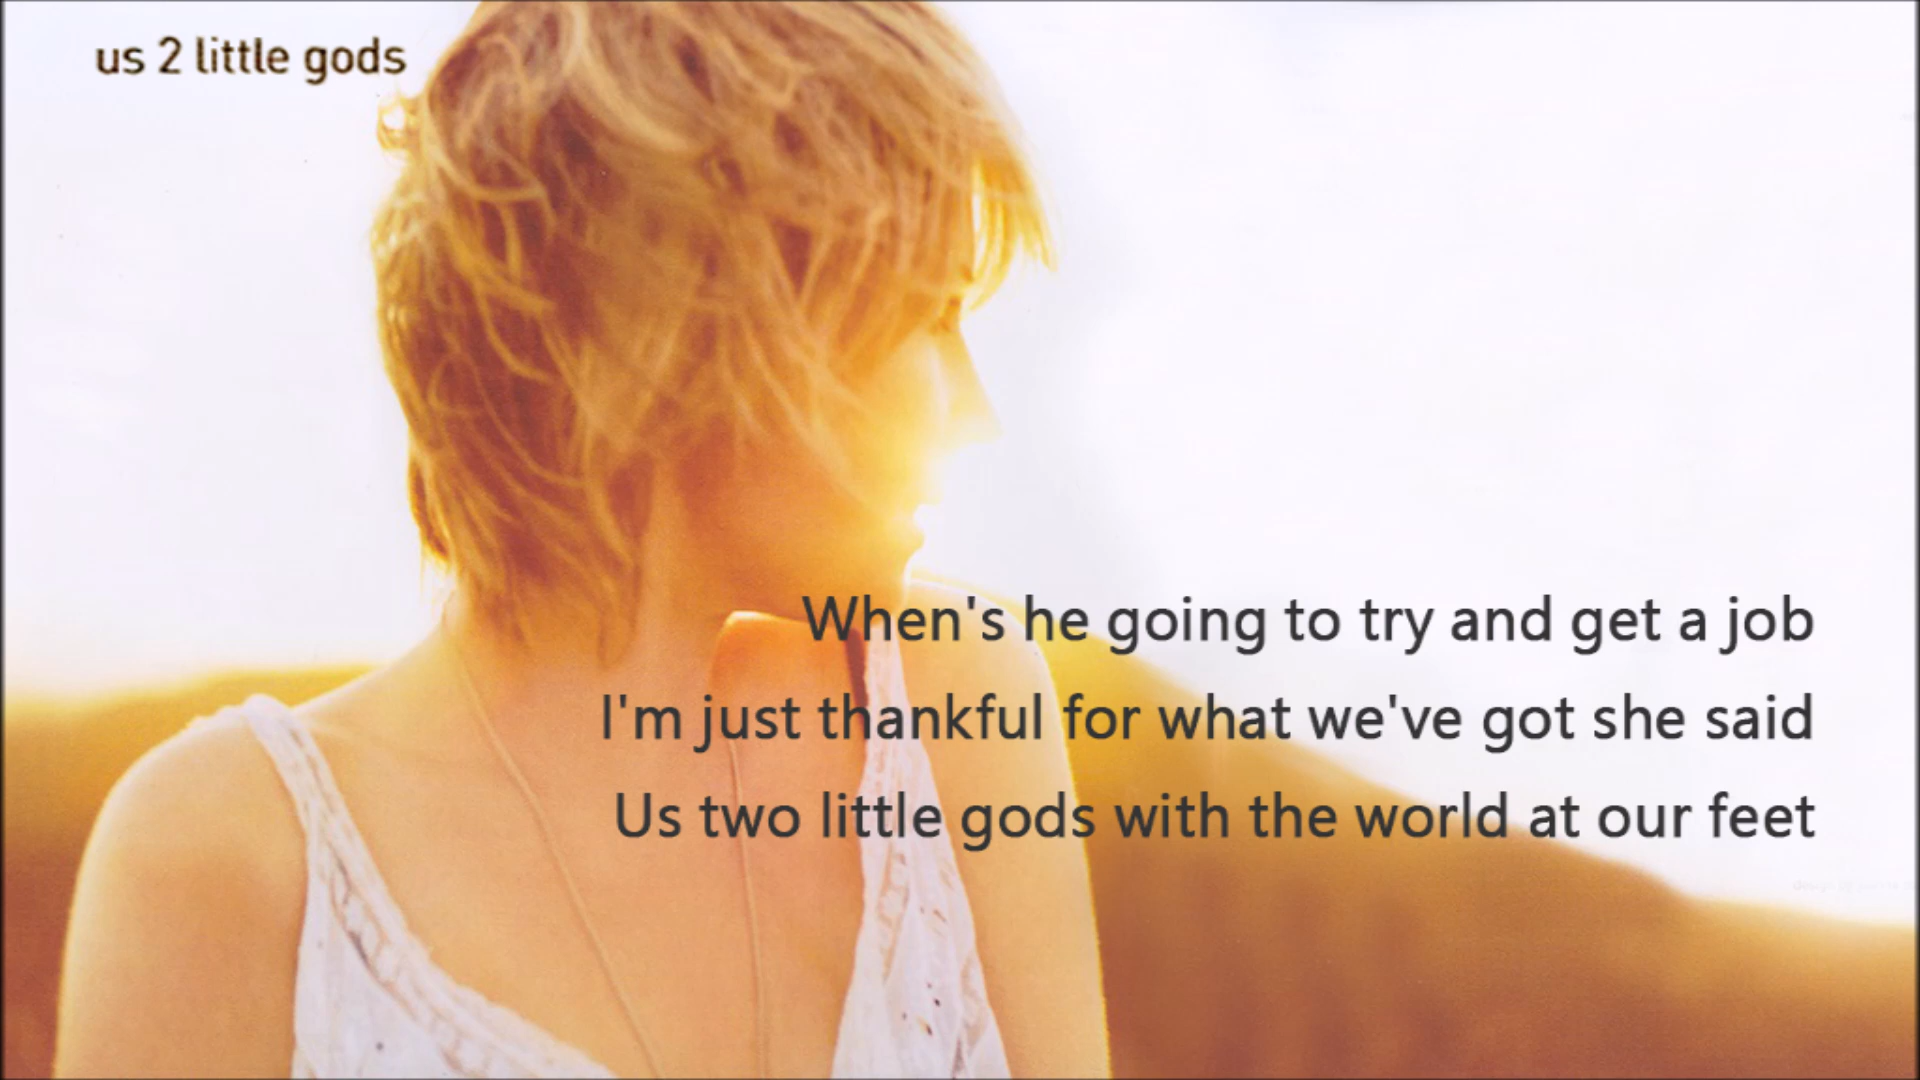 us 2 little gods
When's he going to try and get a job
I'm just thankful for what we've got she said
Us two little gods with the world at our feet